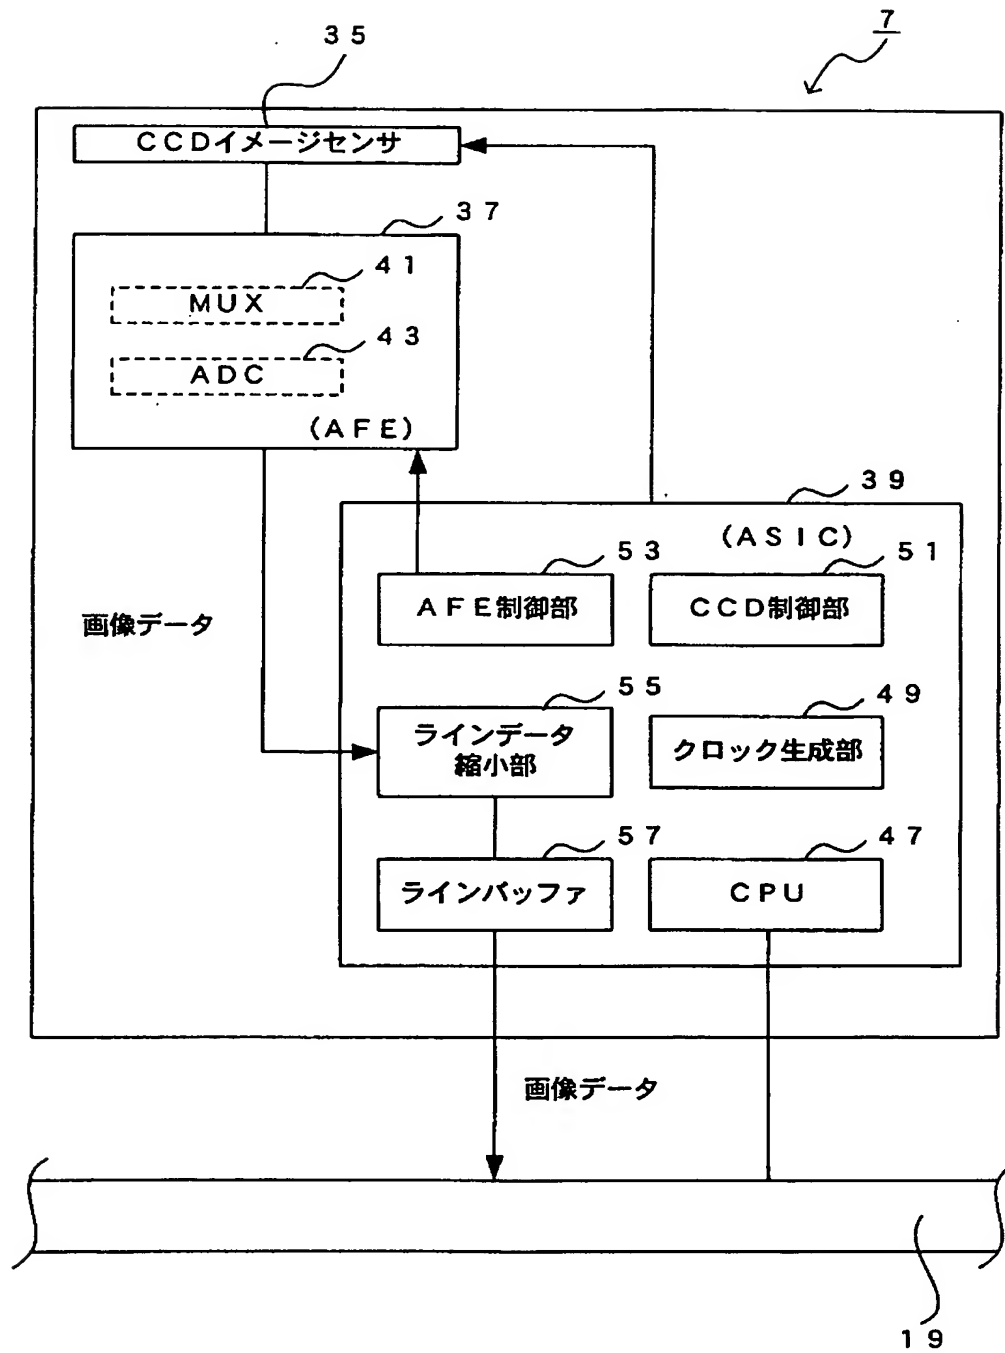 7
35
CCDイメージセンサ
37
41
MUX
43
ADC
(AFE)
39
(ASIC)
53
AFE制御部
51
CCD制御部
画像データ
55
ラインデータ
縮小部
49
クロック生成部
57
ラインバッファ
47
CPU
画像データ
19